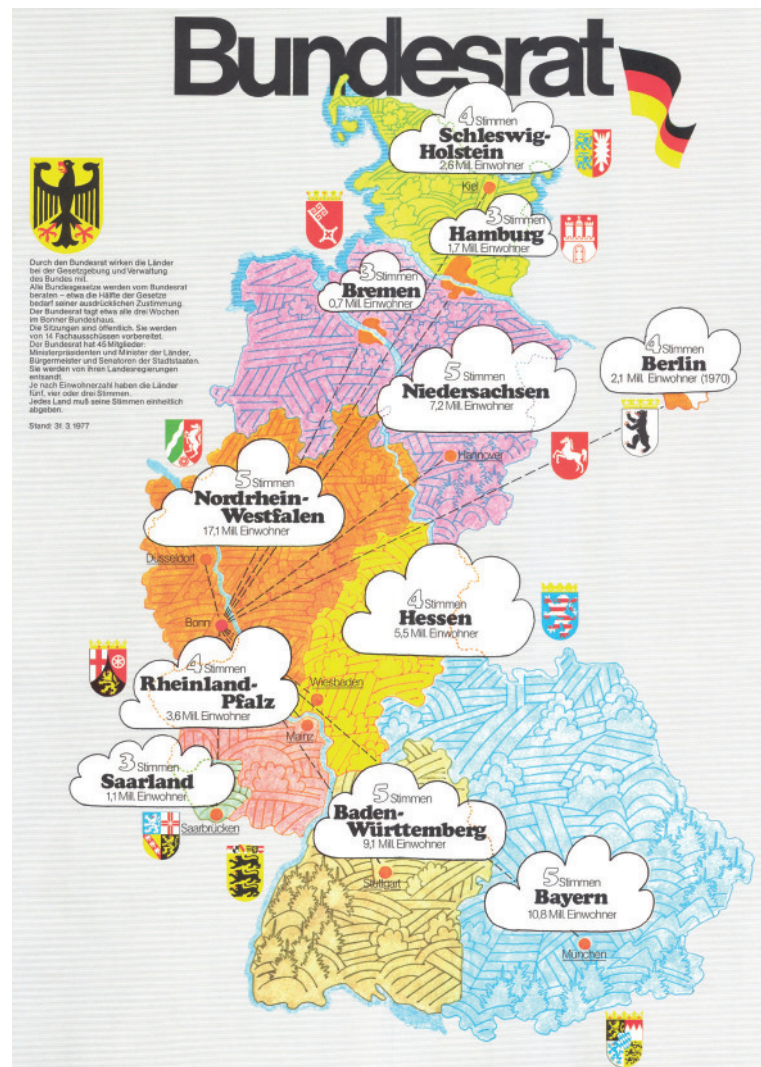 Bundesrat
4 Stimmen
Schleswig-
Holstein
2,6 Mill. Einwohner
Kiel
3 Stimmen
Hamburg
1,7 Mill. Einwohner
Durch den Bundesrat wirken die Länder
bei der Gesetzgebung und Verwaltung
des Bundes mit.
Alle Bundesgesetze werden vom Bundesrat
beraten – etwa die Hälfte der Gesetze
bedarf seiner ausdrücklichen Zustimmung.
Der Bundesrat tagt etwa alle drei Wochen
im Bonner Bundeshaus.
Die Sitzungen sind öffentlich. Sie werden
von 14 Fachausschüssen vorbereitet.
Der Bundesrat hat 45 Mitglieder:
Ministerpräsidenten und Minister der Länder,
Bürgermeister und Senatoren der Stadtstaaten.
Sie werden von ihren Landesregierungen
entsandt.
Je nach Einwohnerzahl haben die Länder
fünf, vier oder drei Stimmen.
Jedes Land muß seine Stimmen einheitlich
abgeben.
Stand: 31. 3. 1977
3 Stimmen
Bremen
0,7 Mill. Einwohner
4 Stimmen
Berlin
2,1 Mill. Einwohner (1970)
5 Stimmen
Niedersachsen
7,2 Mill. Einwohner
Hannover
5 Stimmen
Nordrhein-
Westfalen
17,1 Mill. Einwohner
Düsseldorf
Bonn
4 Stimmen
Hessen
5,5 Mill. Einwohner
4 Stimmen
Rheinland-
Pfalz
3,6 Mill. Einwohner
Wiesbaden
Mainz
3 Stimmen
Saarland
1,1 Mill. Einwohner
Saarbrücken
5 Stimmen
Baden-
Württemberg
9,1 Mill. Einwohner
Stuttgart
5 Stimmen
Bayern
10,8 Mill. Einwohner
München